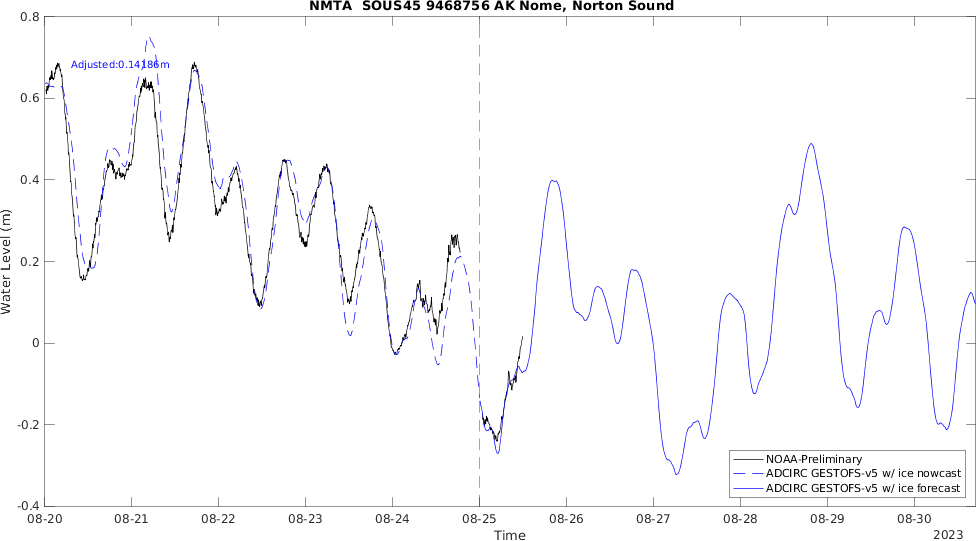 NMTA  SOUS45 9468756 AK Nome, Norton Sound
0.8
Adjusted:0.14186m
0.6
0.4
0.2
0
-0.2
-0.4
Water Level (m)
NOAA-Preliminary
ADCIRC GESTOFS-v5 w/ ice nowcast
ADCIRC GESTOFS-v5 w/ ice forecast
08-20 08-21 08-22 08-23 08-24 08-25 08-26 08-27 08-28 08-29 08-30
Time
2023